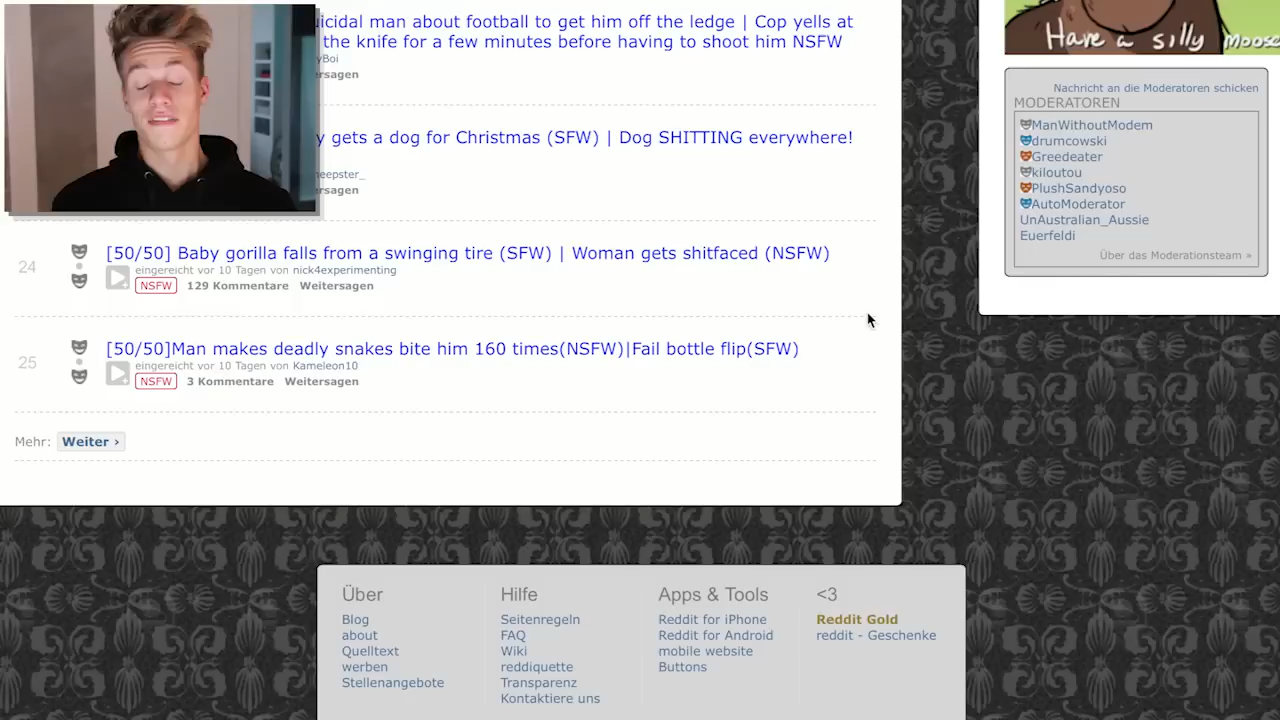 about football to get him off the ledge | Cop yells at
the knife for a few minutes before having to shoot him NSFW
gets a dog for Christmas (SFW) | Dog SHITTING everywhere!
24
[50/50] Baby gorilla falls from a swinging tire (SFW) | Woman gets shitfaced (NSFW)
eingereicht vor 10 Tagen von nick4experimenting
NSFW 129 Kommentare Weitersagen
25
[50/50]Man makes deadly snakes bite him 160 times(NSFW)|Fail bottle flip(SFW)
eingereicht vor 10 Tagen von Kameleon10
NSFW 3 Kommentare Weitersagen
Mehr: Weiter ›
Have a silly moose
Nachricht an die Moderatoren schicken
MODERATOREN
ManWithoutModem
drumcowski
Greedeater
kiloutou
PlushSandyoso
AutoModerator
UnAustralian_Aussie
Euerfeldi
Über das Moderationsteam »
Über
Blog
about
Quelltext
werben
Stellenangebote
Hilfe
Seitenregeln
FAQ
Wiki
reddiquette
Transparenz
Kontaktiere uns
Apps & Tools
Reddit for iPhone
Reddit for Android
mobile website
Buttons
<3
Reddit Gold
reddit - Geschenke